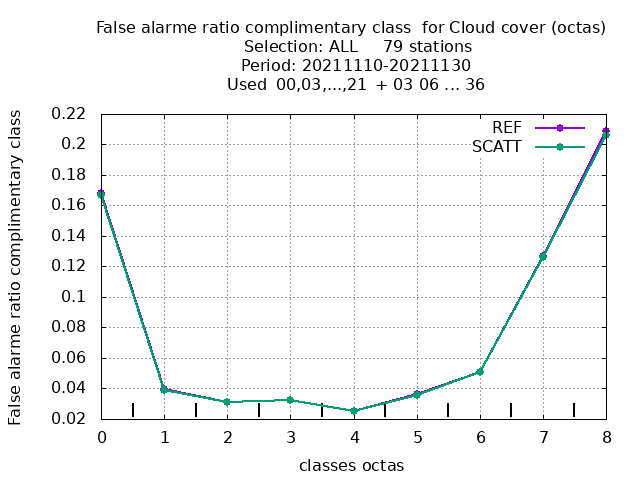 False alarme ratio complimentary class  for Cloud cover (octas)
Selection: ALL     79 stations
Period: 20211110-20211130
Used  00,03,...,21  + 03 06 ... 36
False alarme ratio complimentary class
0.22
0.2
0.18
0.16
0.14
0.12
0.1
0.08
0.06
0.04
0.02
REF
SCATT
0 1 2 3 4 5 6 7 8
classes octas